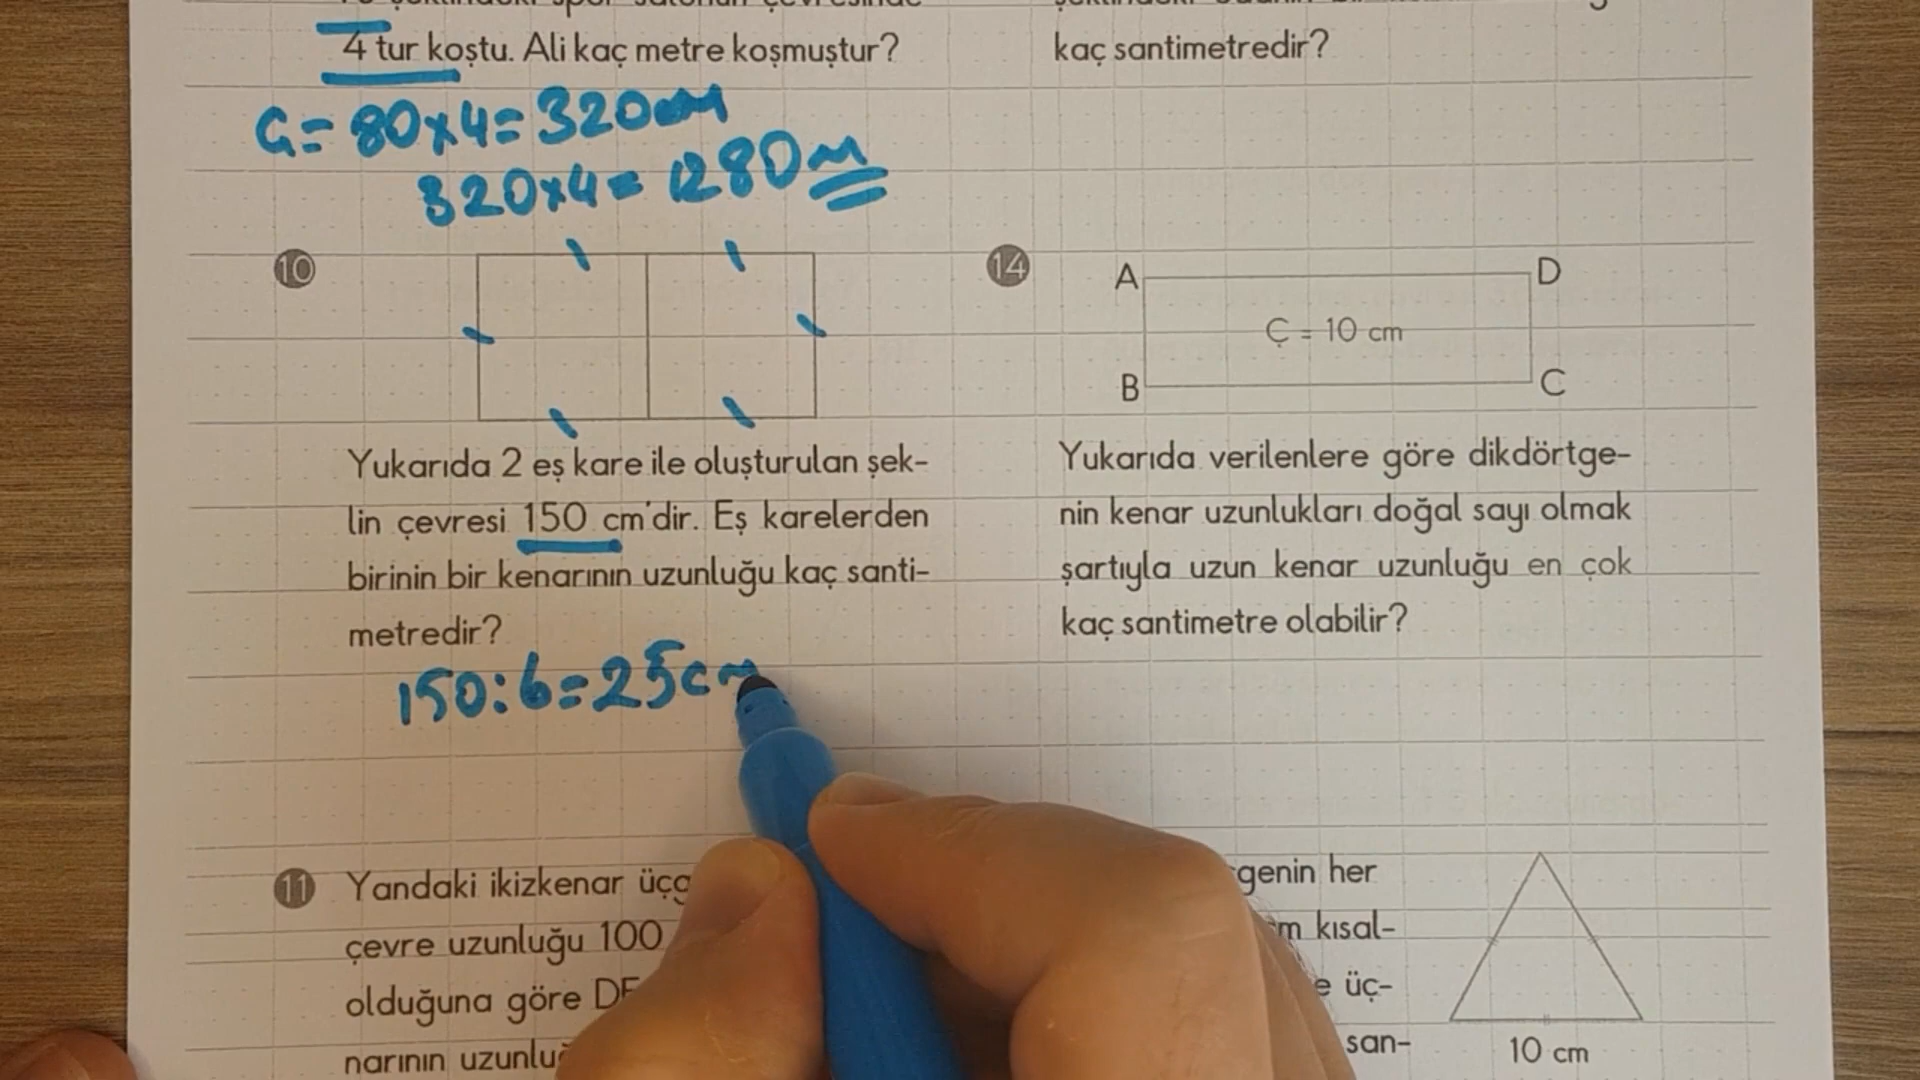 4 tur koştu. Ali kaç metre koşmuştur?
Ç= 80x4=320m
320x4= 1280m
10
Yukarıda 2 eş kare ile oluşturulan şek-
lin çevresi 150 cm'dir. Eş karelerden
birinin bir kenarının uzunluğu kaç santi-
metredir?
150:6=25cm
11 Yandaki ikizkenar
çevre uzunluğu 100
olduğuna göre
narının
kaç santimetredir?
14
A
D
Ç = 10 cm
B
C
Yukarıda verilenlere göre dikdörtge-
nin kenar uzunlukları doğal sayı olmak
şartıyla uzun kenar uzunluğu en çok
kaç santimetre olabilir?
genin her
kısal-
üç-
san-
10 cm